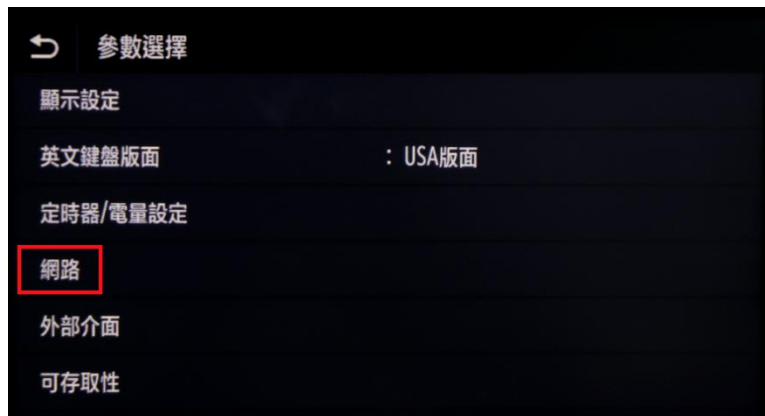 參數選擇
顯示設定
英文鍵盤版面 : USA版面
定時器/電量設定
網路
外部介面
可存取性